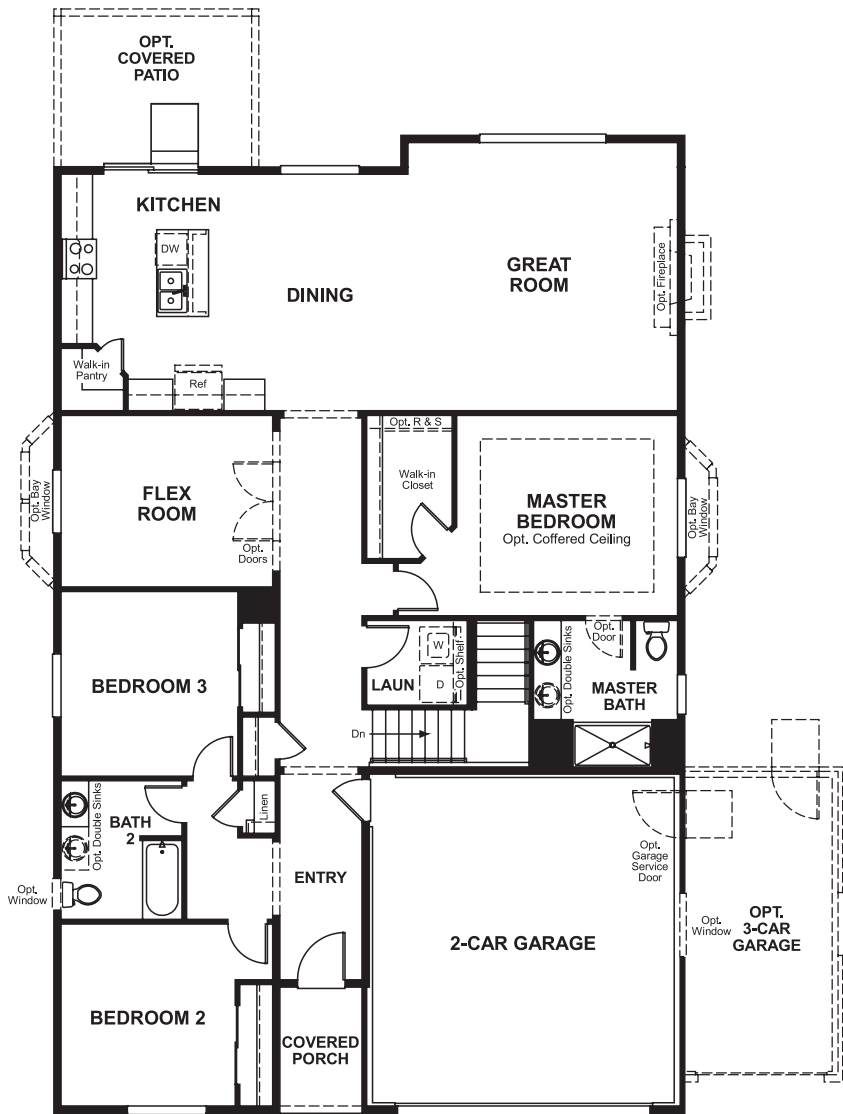 OPT.
COVERED
PATIO
KITCHEN
DW
DINING
GREAT
ROOM
Opt. Fireplace
Walk-in
Pantry
Ref
Opt. R & S
Walk-in
Closet
FLEX
ROOM
Opt. Bay
Window
Opt.
Doors
MASTER
BEDROOM
Opt. Coffered Ceiling
Opt. Bay
Window
BEDROOM 3
LAUN
W
D
Opt. Shelf
Opt. Double Sinks
Opt.
Door
MASTER
BATH
Dn
Linen
BATH
2
Opt. Double Sinks
Opt.
Window
ENTRY
2-CAR GARAGE
Opt.
Garage
Service
Door
Opt.
Window
OPT.
3-CAR
GARAGE
BEDROOM 2
COVERED
PORCH